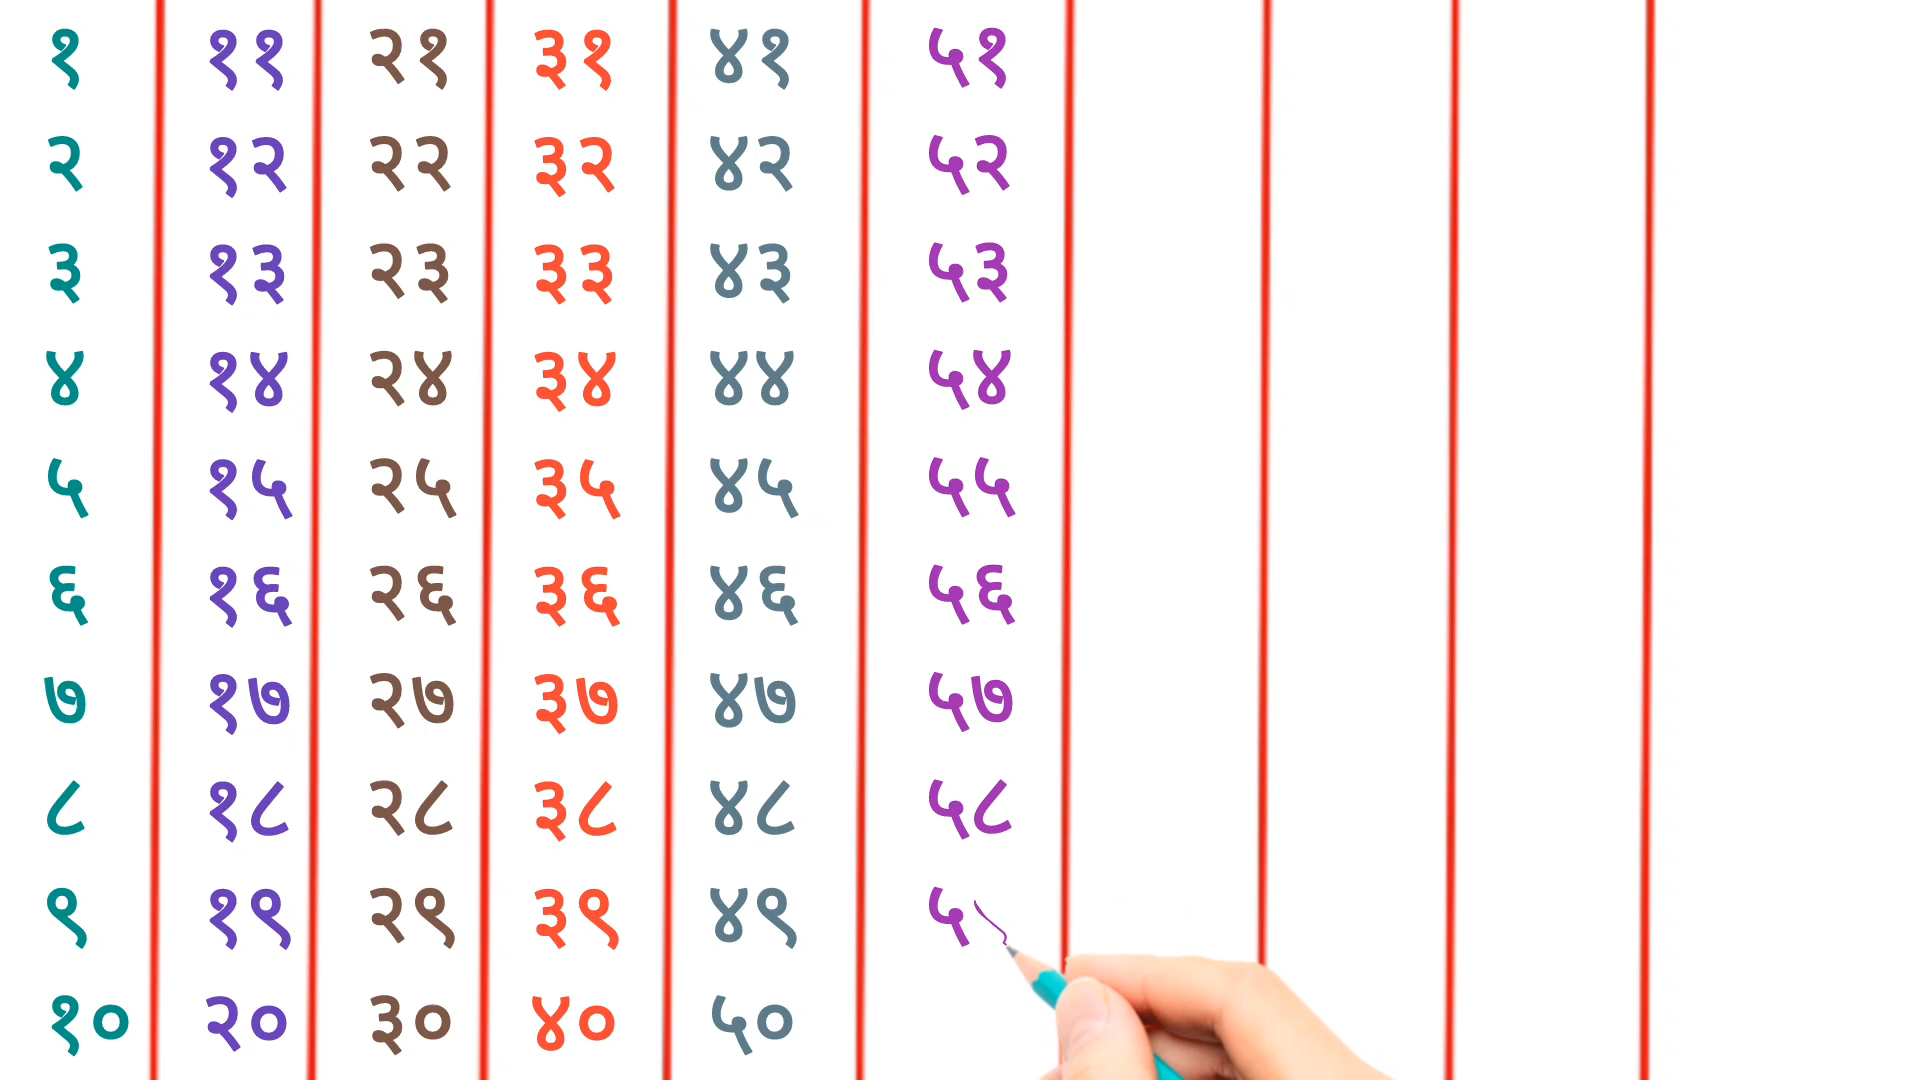 १ ११ २१ ३१ ४१ ५१
२ १२ २२ ३२ ४२ ५२
३ १३ २३ ३३ ४३ ५३
४ १४ २४ ३४ ४४ ५४
५ १५ २५ ३५ ४५ ५५
६ १६ २६ ३६ ४६ ५६
७ १७ २७ ३७ ४७ ५७
८ १८ २८ ३८ ४८ ५८
९ १९ २९ ३९ ४९ ५
१० २० ३० ४० ५०